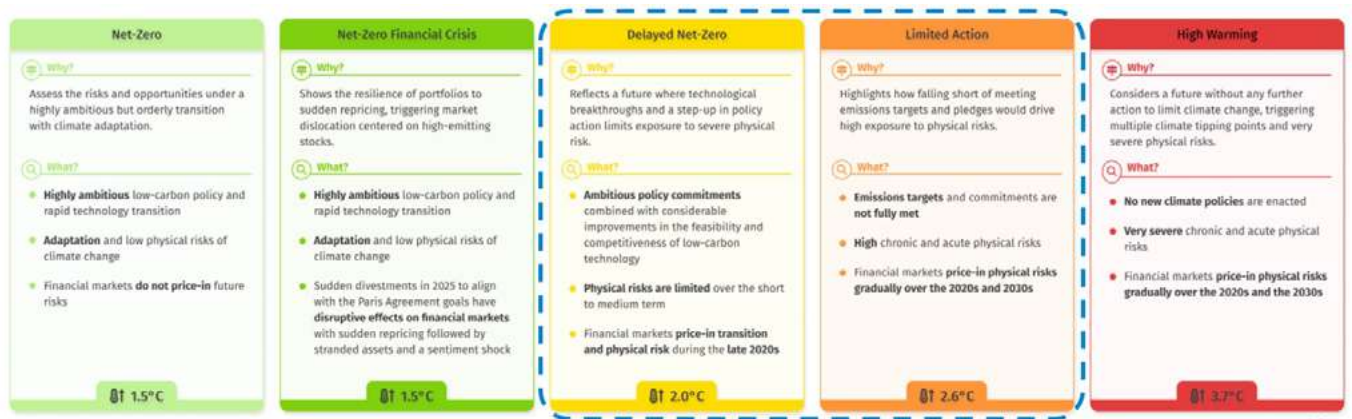 Net-Zero
Why?
Assess the risks and opportunities under a
highly ambitious but orderly transition
with climate adaptation.
What?
Highly ambitious low-carbon policy and
rapid technology transition
Adaptation and low physical risks of
climate change
Financial markets do not price-in future
risks
1.5°C
Net-Zero Financial Crisis
Why?
Shows the resilience of portfolios to
sudden repricing, triggering market
dislocation centered on high-emitting
stocks.
What?
Highly ambitious low-carbon policy and
rapid technology transition
Adaptation and low physical risks of
climate change
Sudden divestments in 2025 to align
with the Paris Agreement goals have
disruptive effects on financial markets
with sudden repricing followed by
stranded assets and a sentiment shock
1.5°C
Delayed Net-Zero
Why?
Reflects a future where technological
breakthroughs and a step-up in policy
action limits exposure to severe physical
risk.
What?
Ambitious policy commitments
combined with considerable
improvements in the feasibility and
competitiveness of low-carbon
technology
Physical risks are limited over the short
to medium term
Financial markets price-in transition
and physical risk during the late 2020s
2.0°C
Limited Action
Why?
Highlights how falling short of meeting
emissions targets and pledges would drive
high exposure to physical risks.
What?
Emissions targets and commitments are
not fully met
High chronic and acute physical risks
Financial markets price-in physical risks
gradually over the 2020s and 2030s
2.6°C
High Warming
Why?
Considers a future without any further
action to limit climate change, triggering
multiple climate tipping points and very
severe physical risks.
What?
No new climate policies are enacted
Very severe chronic and acute physical
risks
Financial markets price-in physical risks
gradually over the 2020s and the 2030s
3.7°C